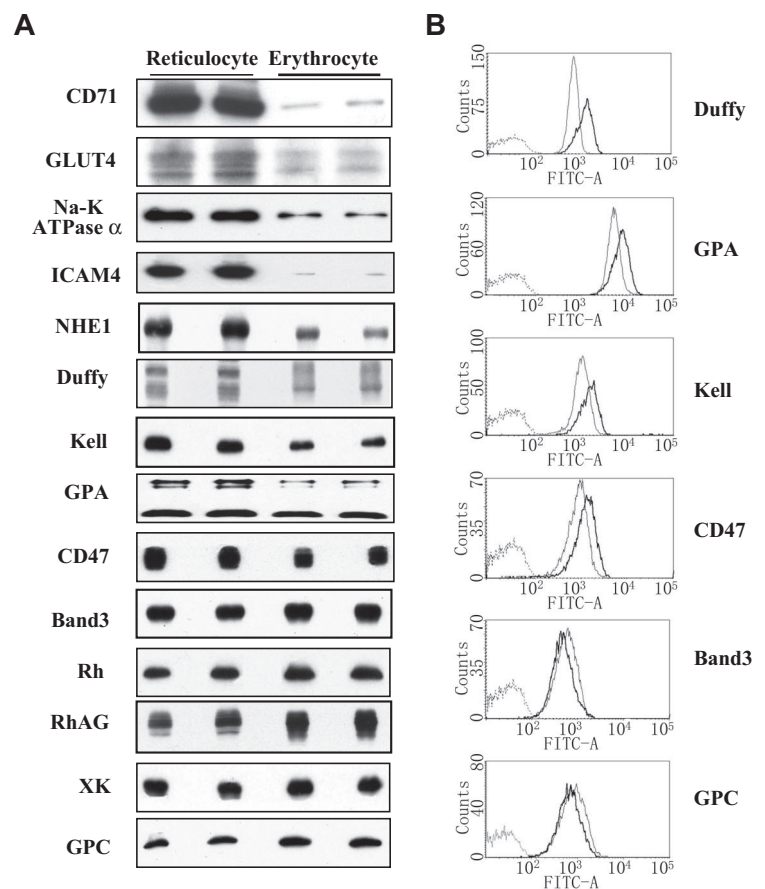 A
Reticulocyte Erythrocyte
CD71
GLUT4
Na-K
ATPase α
ICAM4
NHE1
Duffy
Kell
GPA
CD47
Band3
Rh
RhAG
XK
GPC
B
Counts
0 75 150
10² 10³ 10⁴ 10⁵
FITC-A
Duffy
Counts
0 60 120
10² 10³ 10⁴ 10⁵
FITC-A
GPA
Counts
0 50 100
10² 10³ 10⁴ 10⁵
FITC-A
Kell
Counts
0 35 70
10² 10³ 10⁴ 10⁵
FITC-A
CD47
Counts
0 35 70
10² 10³ 10⁴ 10⁵
FITC-A
Band3
Counts
0 40 80
10² 10³ 10⁴ 10⁵
FITC-A
GPC